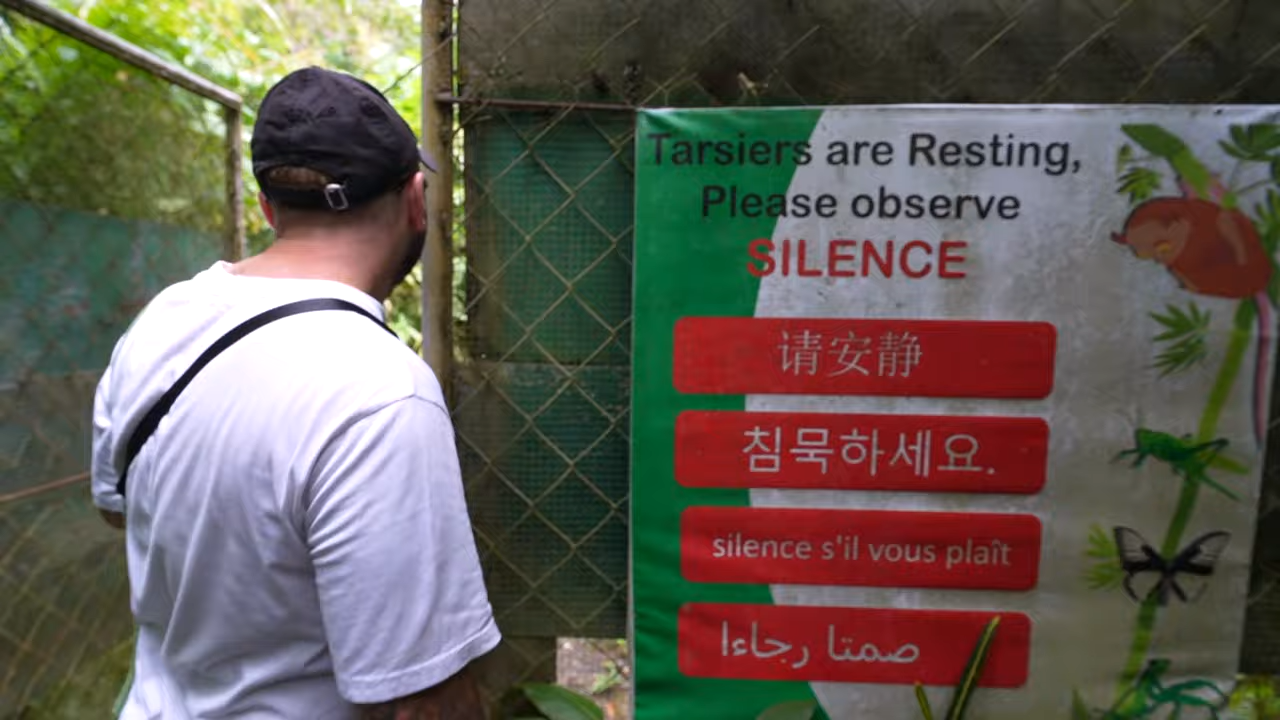 Tarsiers are Resting,
Please observe
SILENCE
请安静
침묵하세요.
silence s'il vous plaît
صمتا رجاءا